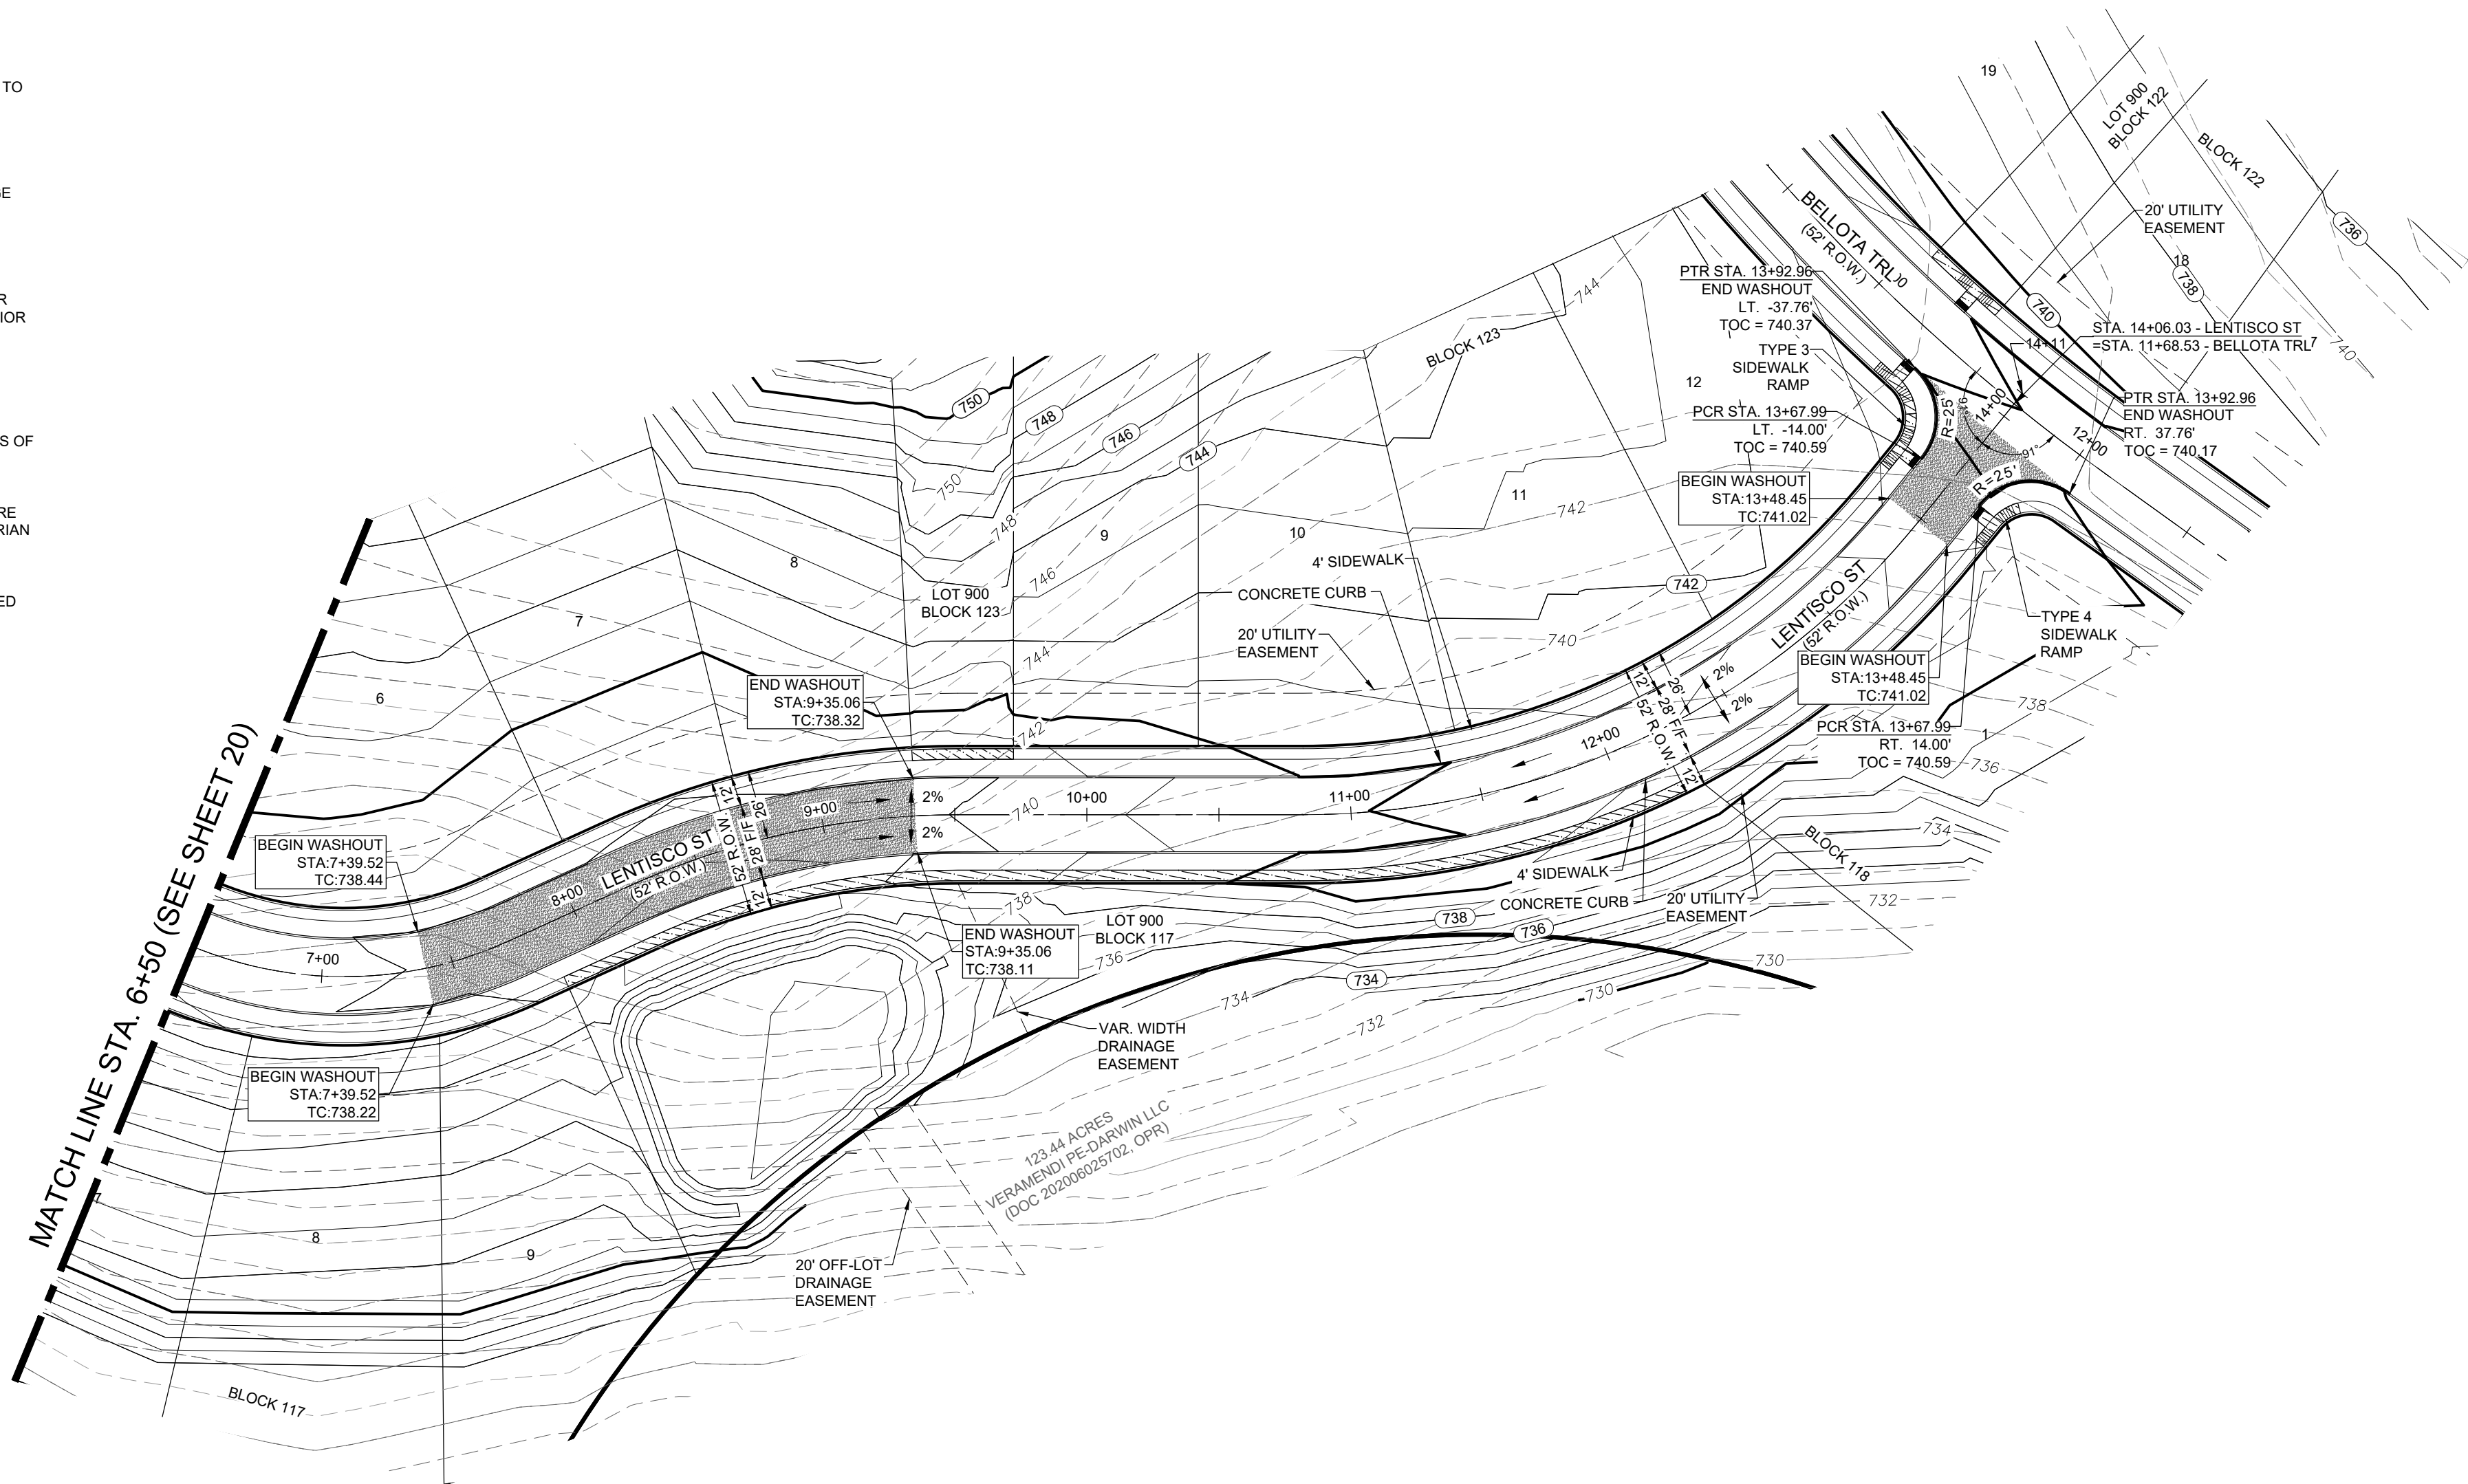 TO
GE
R
IOR
S OF
RE
RIAN
ED
MATCH LINE STA. 6+50 (SEE SHEET 20)
19
LOT 900
BLOCK 122
BLOCK 122
20' UTILITY
EASEMENT
736
18
738
740
BELLOTA TRL
(52' R.O.W.)
STA. 14+06.03 - LENTISCO ST
=STA. 11+68.53 - BELLOTA TRL
7
740
14+11
PTR STA. 13+92.96
END WASHOUT
LT. -37.76'
TOC = 740.37
TYPE 3
SIDEWALK
RAMP
12
PCR STA. 13+67.99
LT. -14.00'
TOC = 740.59
BEGIN WASHOUT
STA:13+48.45
TC:741.02
R=25'
14+00
91°
12+00
R=25'
PTR STA. 13+92.96
END WASHOUT
RT. 37.76'
TOC = 740.17
744
BLOCK 123
750
748
746
744
750
748
746
744
742
742
11
10
9
8
7
6
LOT 900
BLOCK 123
4' SIDEWALK
CONCRETE CURB
20' UTILITY
EASEMENT
740
742
LENTISCO ST
(52' R.O.W.)
TYPE 4
SIDEWALK
RAMP
BEGIN WASHOUT
STA:13+48.45
TC:741.02
PCR STA. 13+67.99
RT. 14.00'
TOC = 740.59
738
1
736
734
732
730
END WASHOUT
STA:9+35.06
TC:738.32
12'
26'
28' F/F
52' R.O.W.
12'
2%
2%
12+00
11+00
10+00
740
9+00
2%
2%
12'
26'
28' F/F
52' R.O.W.
12'
LENTISCO ST
(52' R.O.W.)
8+00
7+00
BEGIN WASHOUT
STA:7+39.52
TC:738.44
BEGIN WASHOUT
STA:7+39.52
TC:738.22
738
END WASHOUT
STA:9+35.06
TC:738.11
LOT 900
BLOCK 117
736
4' SIDEWALK
CONCRETE CURB
20' UTILITY
EASEMENT
BLOCK 118
738
736
734
734
732
730
VAR. WIDTH
DRAINAGE
EASEMENT
123.44 ACRES
VERAMENDI PE-DARWIN LLC
(DOC 202006025702, OPR)
20' OFF-LOT
DRAINAGE
EASEMENT
7
8
9
BLOCK 117